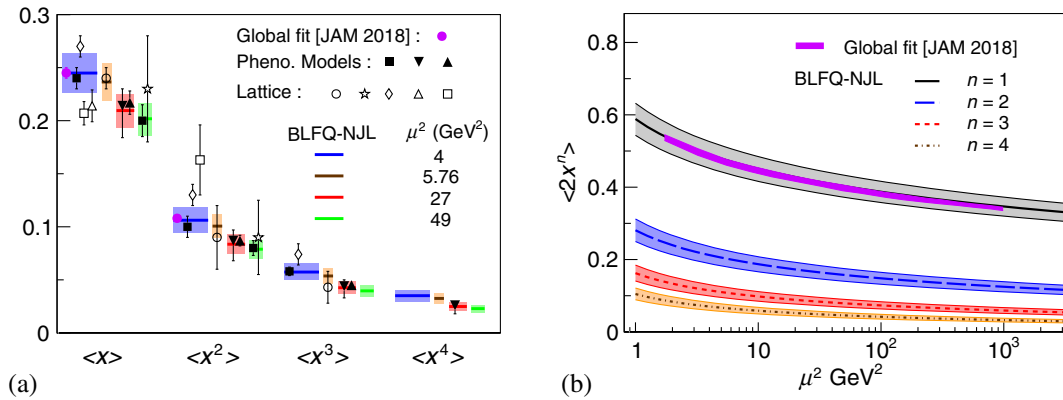 0.3
0.2
0.1
0
Global fit [JAM 2018] :
Pheno. Models :
Lattice :
BLFQ-NJL μ² (GeV²)
4
5.76
27
49
<x> <x²> <x³> <x⁴>
(a)
0.8
0.6
0.4
0.2
0
<2xⁿ>
Global fit [JAM 2018]
BLFQ-NJL
n = 1
n = 2
n = 3
n = 4
1 10 10² 10³
μ² GeV²
(b)